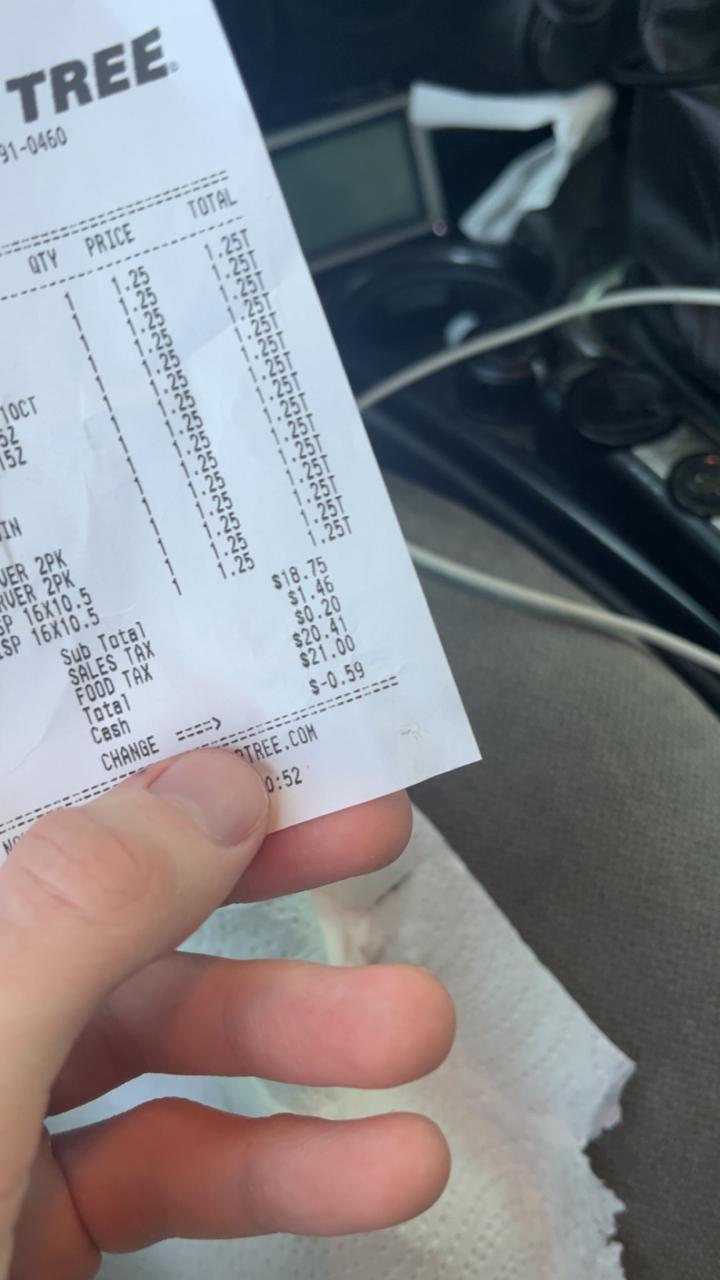 TREE
91-0460
QTY PRICE TOTAL
1 1.25 1.25T
1 1.25 1.25T
1 1.25 1.25T
1 1.25 1.25T
10CT 1 1.25 1.25T
52 1 1.25 1.25T
152 1 1.25 1.25T
1 1.25 1.25T
1 1.25 1.25T
IN 1 1.25 1.25T
1 1.25 1.25T
VER 2PK 1 1.25 1.25T
RVER 2PK 1 1.25 1.25T
SP 16X10.5 1 1.25 1.25T
ISP 16X10.5 1 1.25 1.25T
Sub Total $18.75
SALES TAX $1.46
FOOD TAX $0.20
Total $20.41
Cash $21.00
CHANGE ====> $-0.59
TREE.COM
0:52